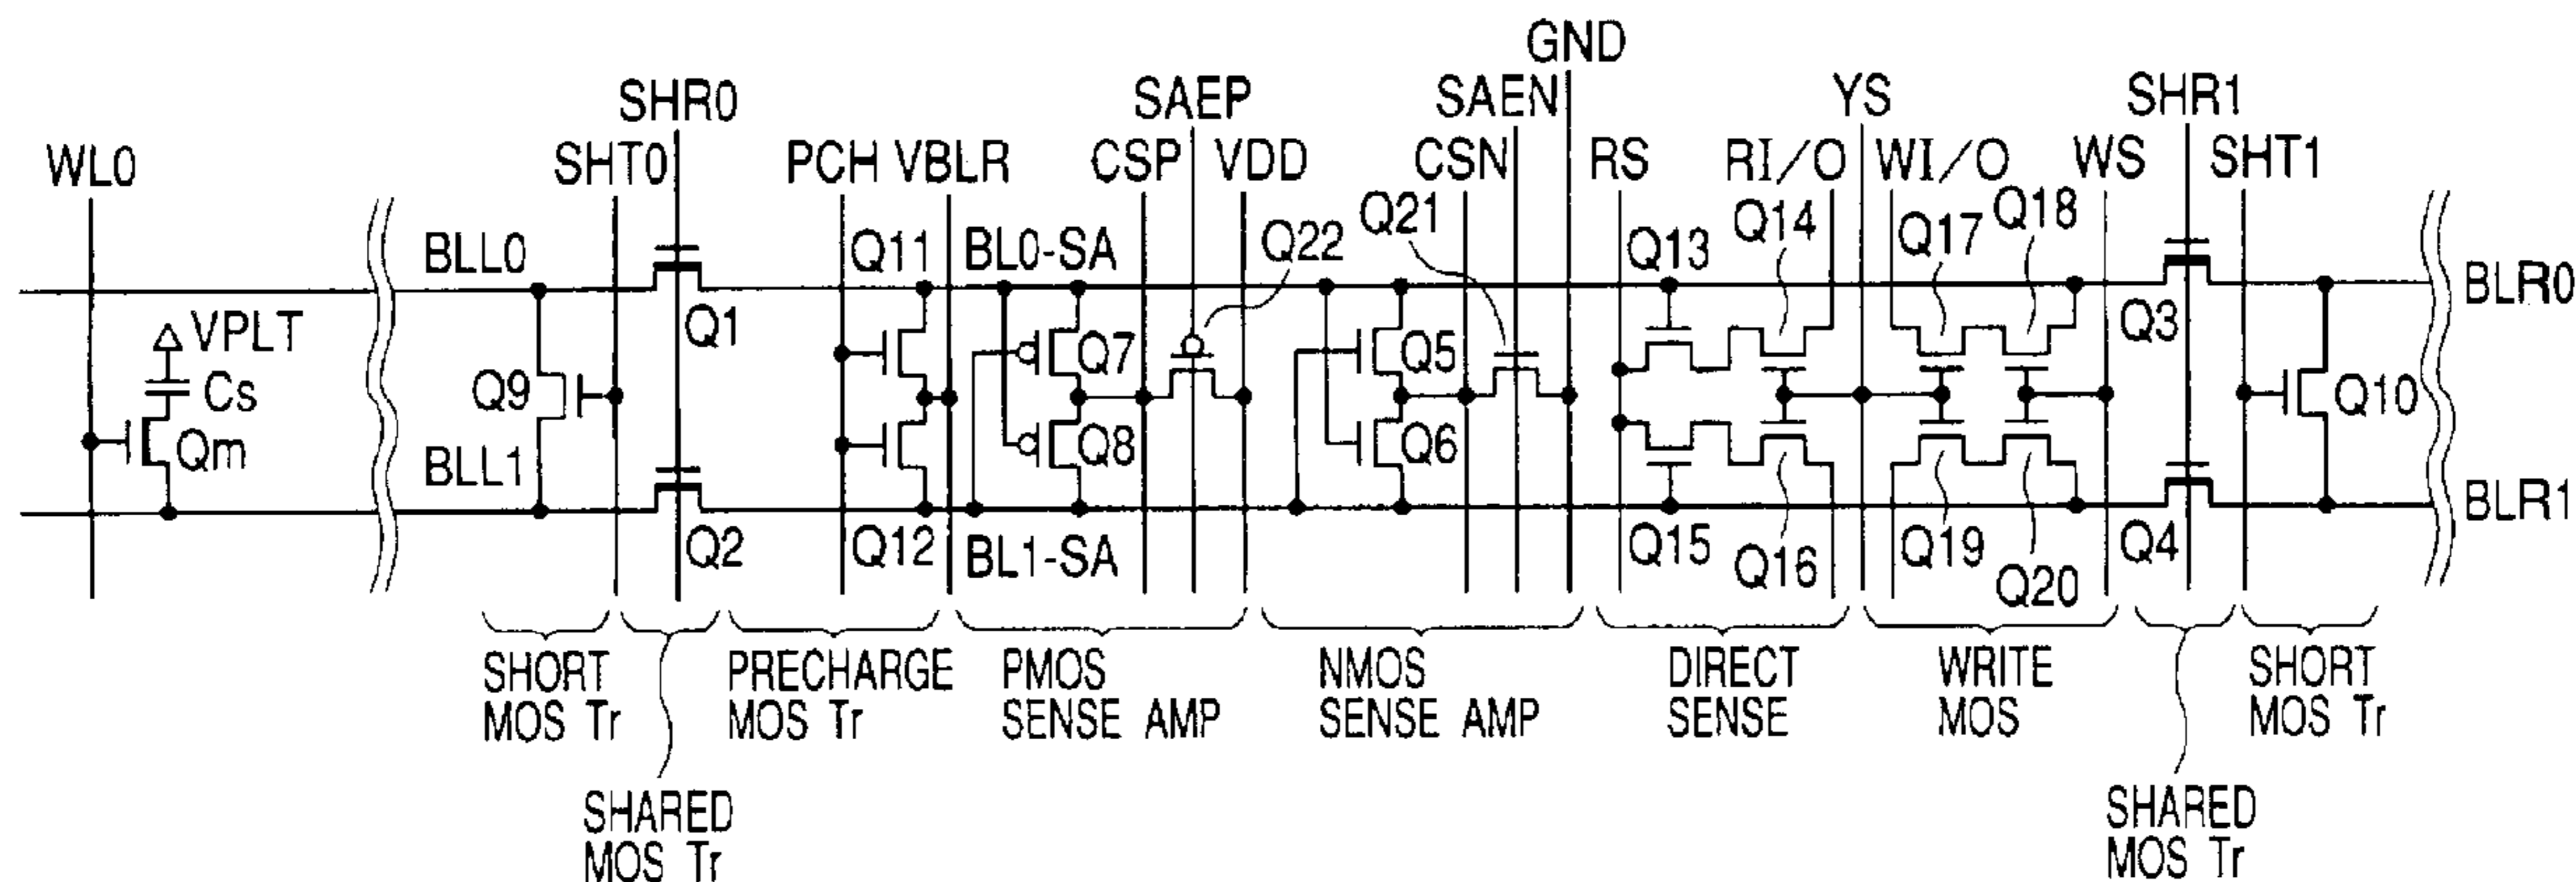 GND
SHR0 SAEP SAEN YS SHR1
WL0 SHT0 PCH VBLR CSP VDD CSN RS RI/O WI/O WS SHT1
Q21 Q14 Q17 Q18
BLL0 Q11 BL0-SA Q22 Q13
BLR0
VPLT Q1 Q7 Q5 Q3
Cs Q9 Q10
Qm BLL1 Q8 Q6
BLR1
Q2 Q12 BL1-SA Q15 Q16 Q19 Q20 Q4
SHORT
MOS Tr
PRECHARGE
MOS Tr
PMOS
SENSE AMP
NMOS
SENSE AMP
DIRECT
SENSE
WRITE
MOS
SHORT
MOS Tr
SHARED
MOS Tr
SHARED
MOS Tr